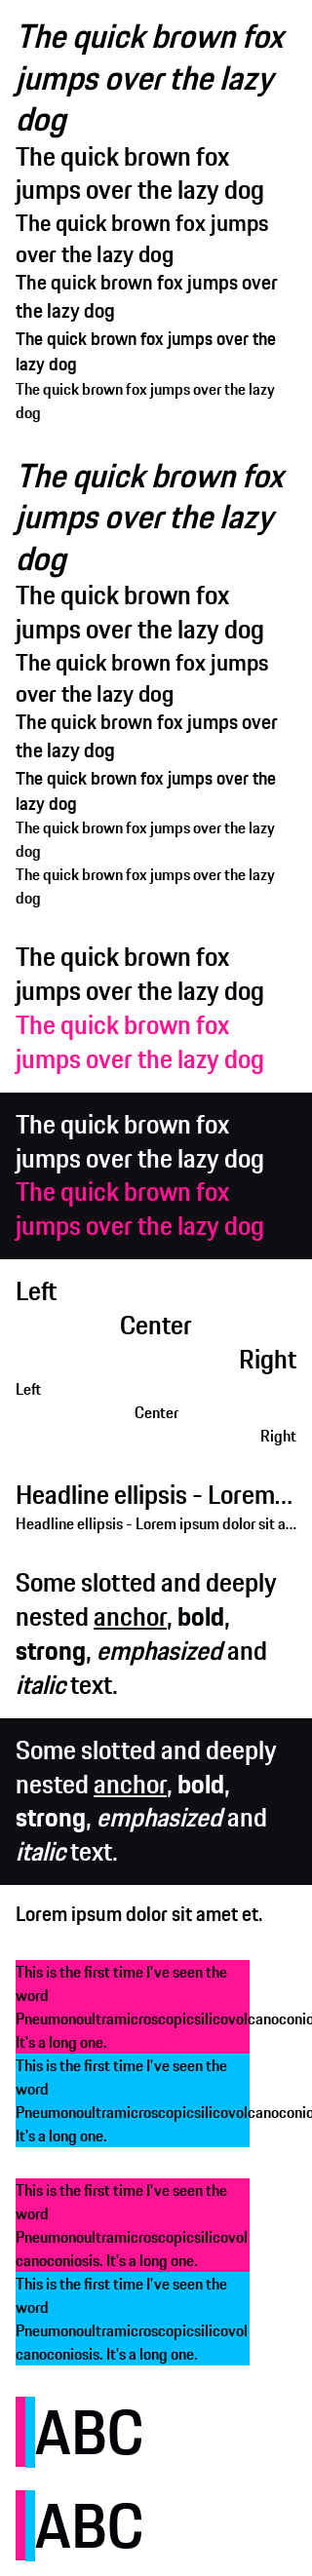 The quick brown fox
jumps over the lazy
dog
The quick brown fox
jumps over the lazy dog
The quick brown fox jumps
over the lazy dog
The quick brown fox jumps over
the lazy dog
The quick brown fox jumps over the
lazy dog
The quick brown fox jumps over the lazy
dog
The quick brown fox
jumps over the lazy
dog
The quick brown fox
jumps over the lazy dog
The quick brown fox jumps
over the lazy dog
The quick brown fox jumps over
the lazy dog
The quick brown fox jumps over the
lazy dog
The quick brown fox jumps over the lazy
dog
The quick brown fox jumps over the lazy
dog
The quick brown fox
jumps over the lazy dog
The quick brown fox
jumps over the lazy dog
The quick brown fox
jumps over the lazy dog
The quick brown fox
jumps over the lazy dog
Left
Center
Right
Left
Center
Right
Headline ellipsis - Lorem...
Headline ellipsis - Lorem ipsum dolor sit a...
Some slotted and deeply
nested anchor, bold,
strong, emphasized and
italic text.
Some slotted and deeply
nested anchor, bold,
strong, emphasized and
italic text.
Lorem ipsum dolor sit amet et.
This is the first time I've seen the
word
Pneumonoultramicroscopicsilicovolcanoconio
It's a long one.
This is the first time I've seen the
word
Pneumonoultramicroscopicsilicovolcanoconio
It's a long one.
This is the first time I've seen the
word
Pneumonoultramicroscopicsilicovol
canoconiosis. It's a long one.
This is the first time I've seen the
word
Pneumonoultramicroscopicsilicovol
canoconiosis. It's a long one.
ABC
ABC